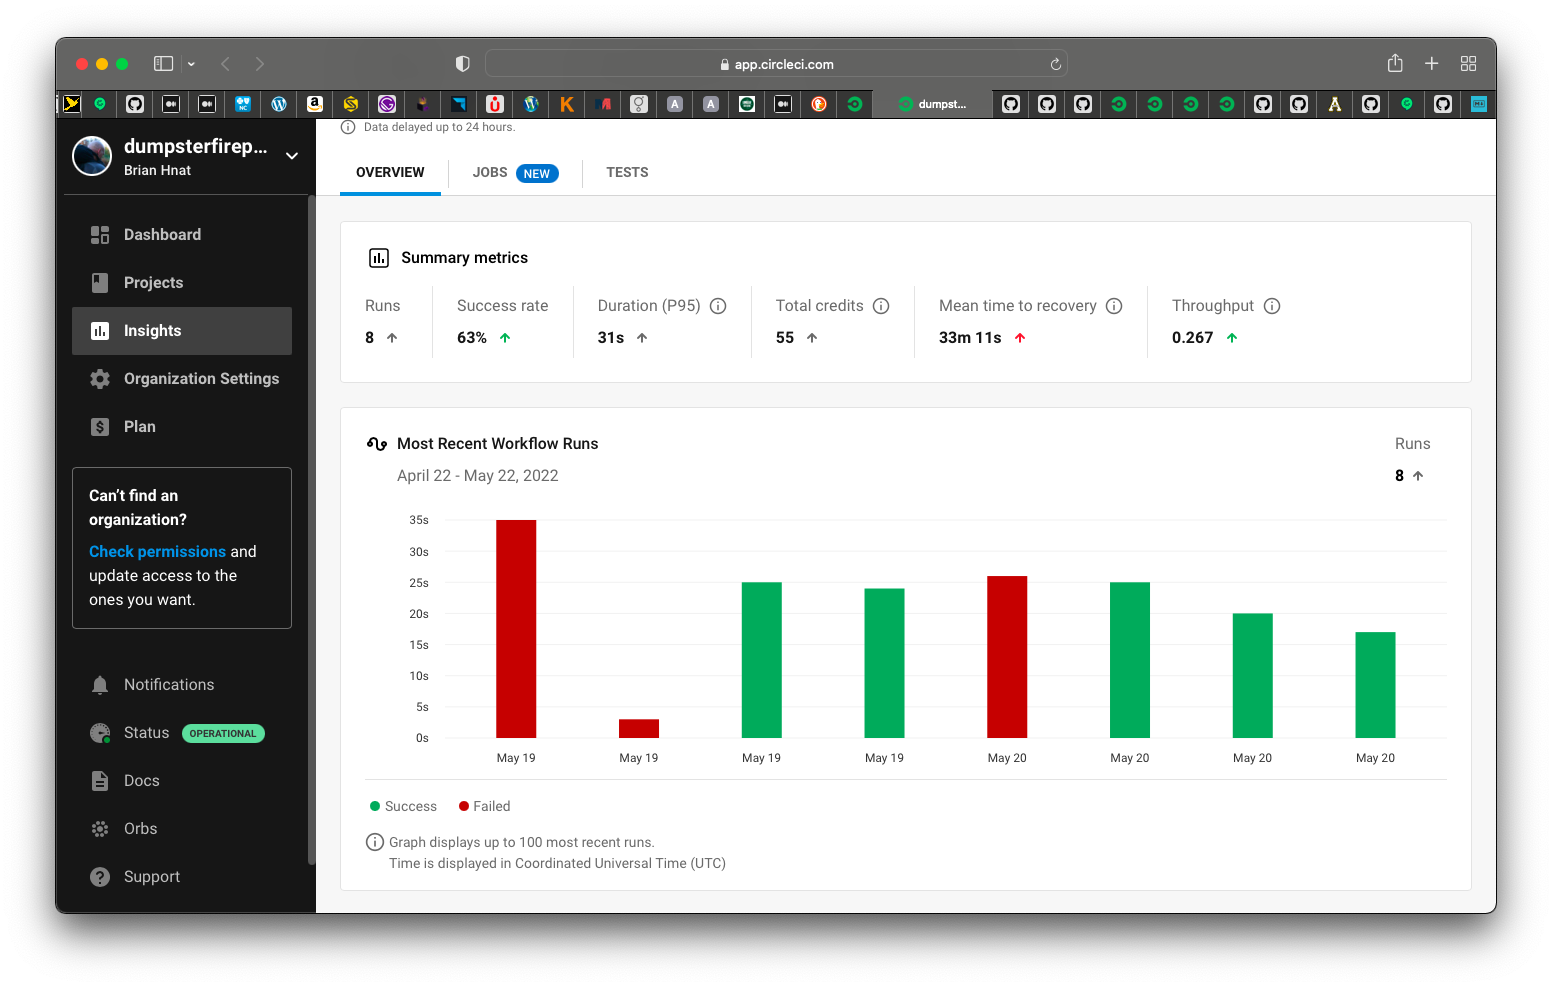 app.circleci.com
dumpst...
dumpsterfirep...
Brian Hnat
Dashboard
Projects
Insights
Organization Settings
Plan
Can't find an
organization?
Check permissions and
update access to the
ones you want.
Notifications
Status OPERATIONAL
Docs
Orbs
Support
Data delayed up to 24 hours.
OVERVIEW JOBS NEW TESTS
Summary metrics
Runs Success rate Duration (P95) Total credits Mean time to recovery Throughput
8 63% 31s 55 33m 11s 0.267
Most Recent Workflow Runs Runs
April 22 - May 22, 2022 8
35s
30s
25s
20s
15s
10s
5s
0s
May 19 May 19 May 19 May 19 May 20 May 20 May 20 May 20
Success Failed
Graph displays up to 100 most recent runs.
Time is displayed in Coordinated Universal Time (UTC)